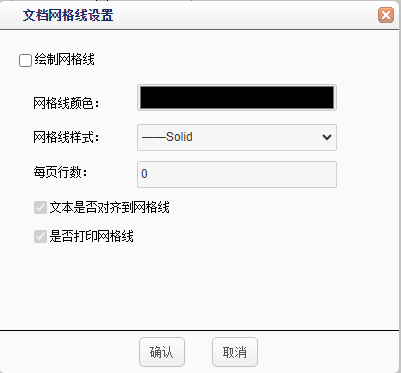 文档网格线设置
绘制网格线
网格线颜色：
网格线样式： ——Solid
每页行数： 0
文本是否对齐到网格线
是否打印网格线
确认 取消